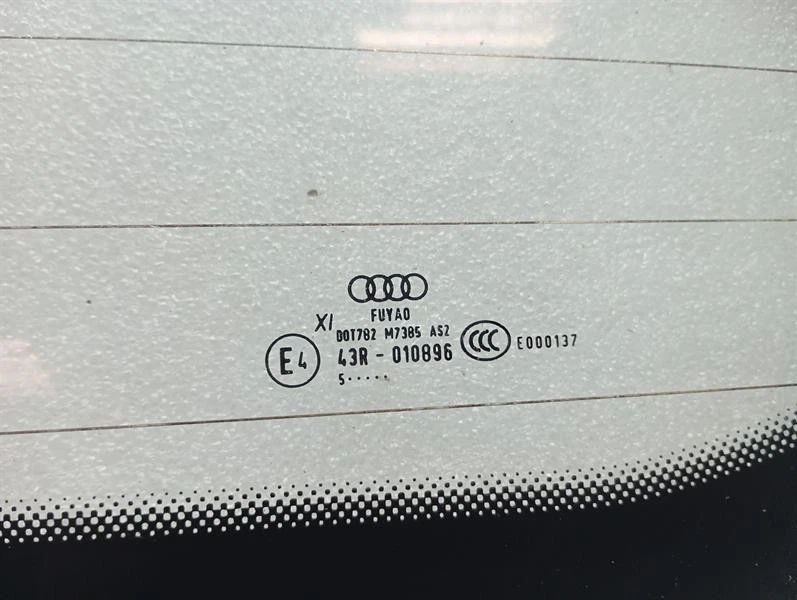 FUYAO
XI
DOT782 M7385 AS2
E4
43R - 010896
CCC
E000137
5·····